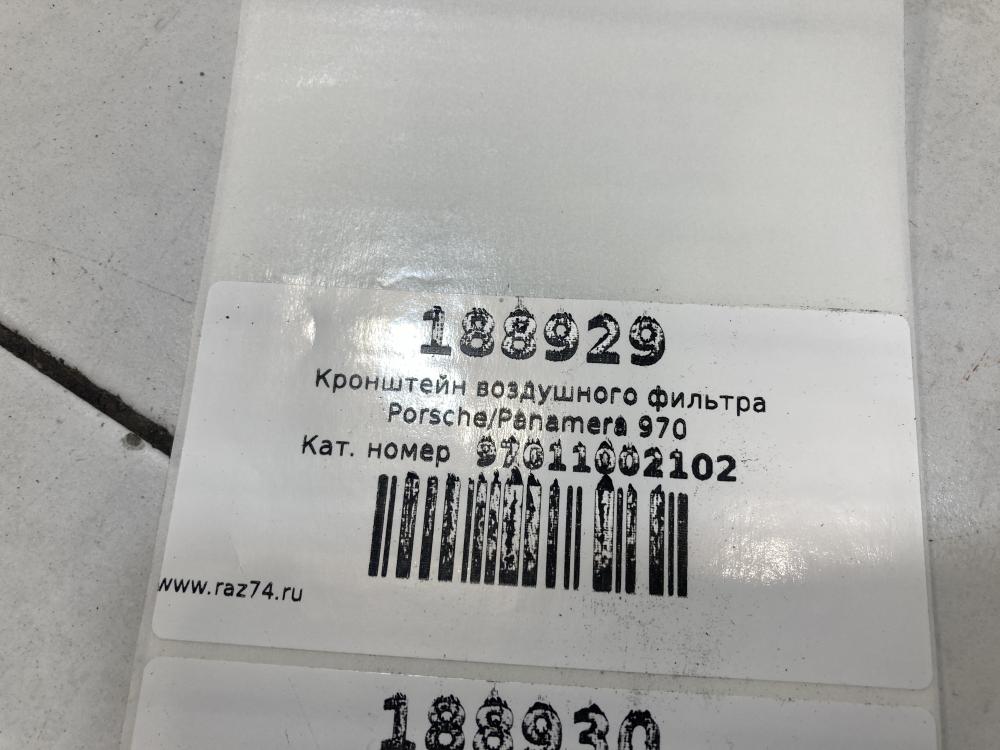 188929
Кронштейн воздушного фильтра
Porsche/Panamera 970
Кат. номер 97011002102
www.raz74.ru
188930